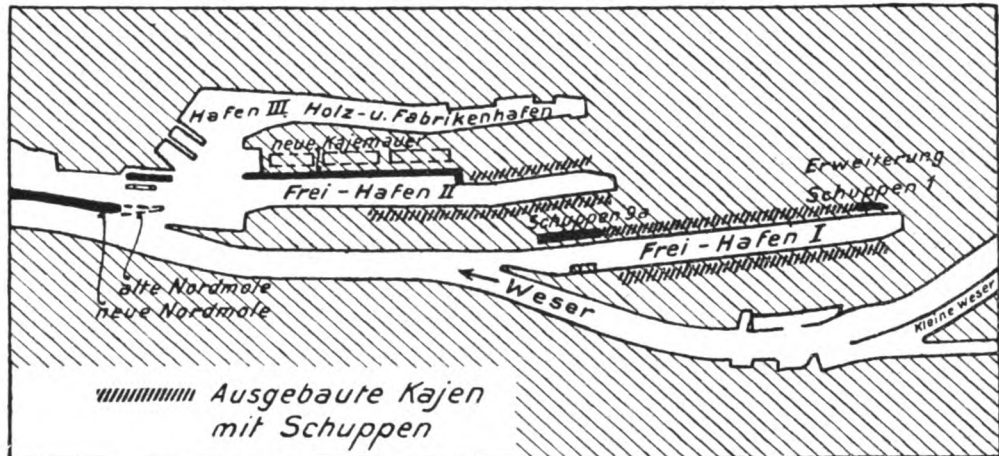 Hafen III Holz- u. Fabrikenhafen
neue Kajemauer
Frei-Hafen II
Erweiterung
Schuppen 1
Schuppen 9a
Frei-Hafen I
Weser
Kleine Weser
alte Nordmole
neue Nordmole
Ausgebaute Kajen
mit Schuppen